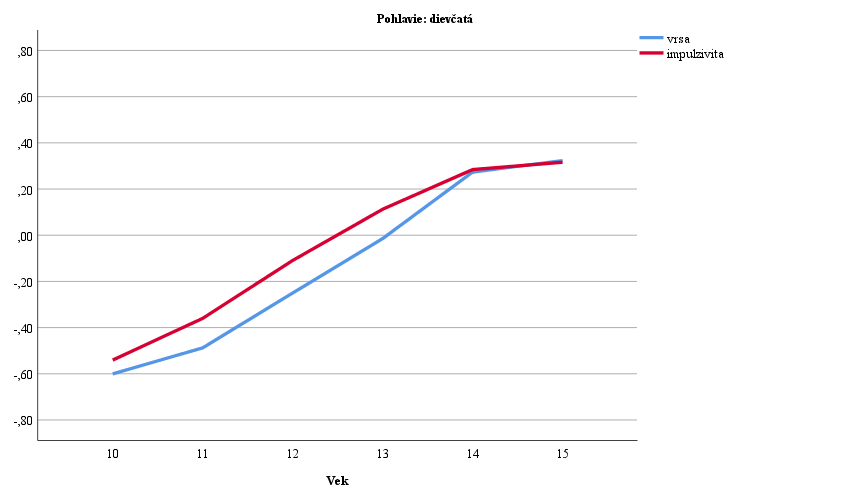 Pohlavie: dievčatá
vrsa
impulzivita
,80
,60
,40
,20
,00
-,20
-,40
-,60
-,80
10 11 12 13 14 15
Vek